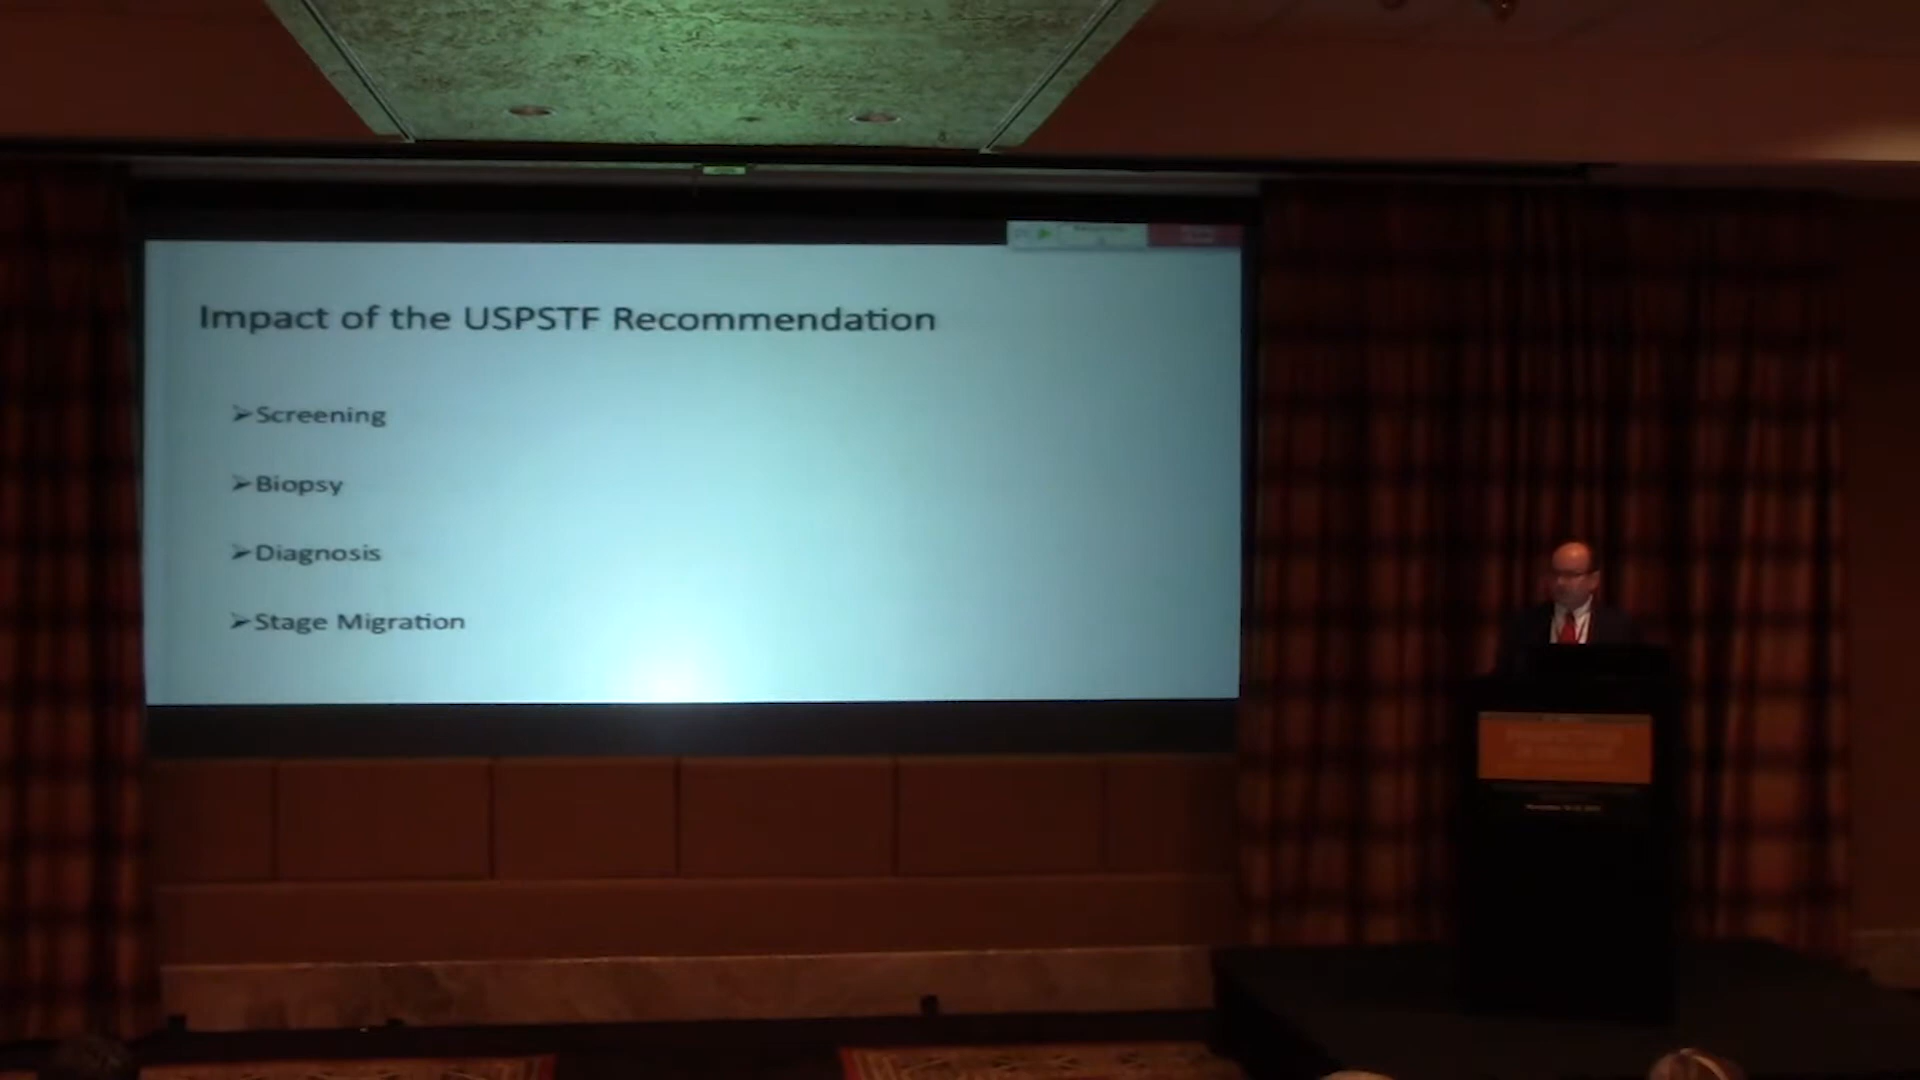 Impact of the USPSTF Recommendation
➢Screening
➢Biopsy
➢Diagnosis
➢Stage Migration